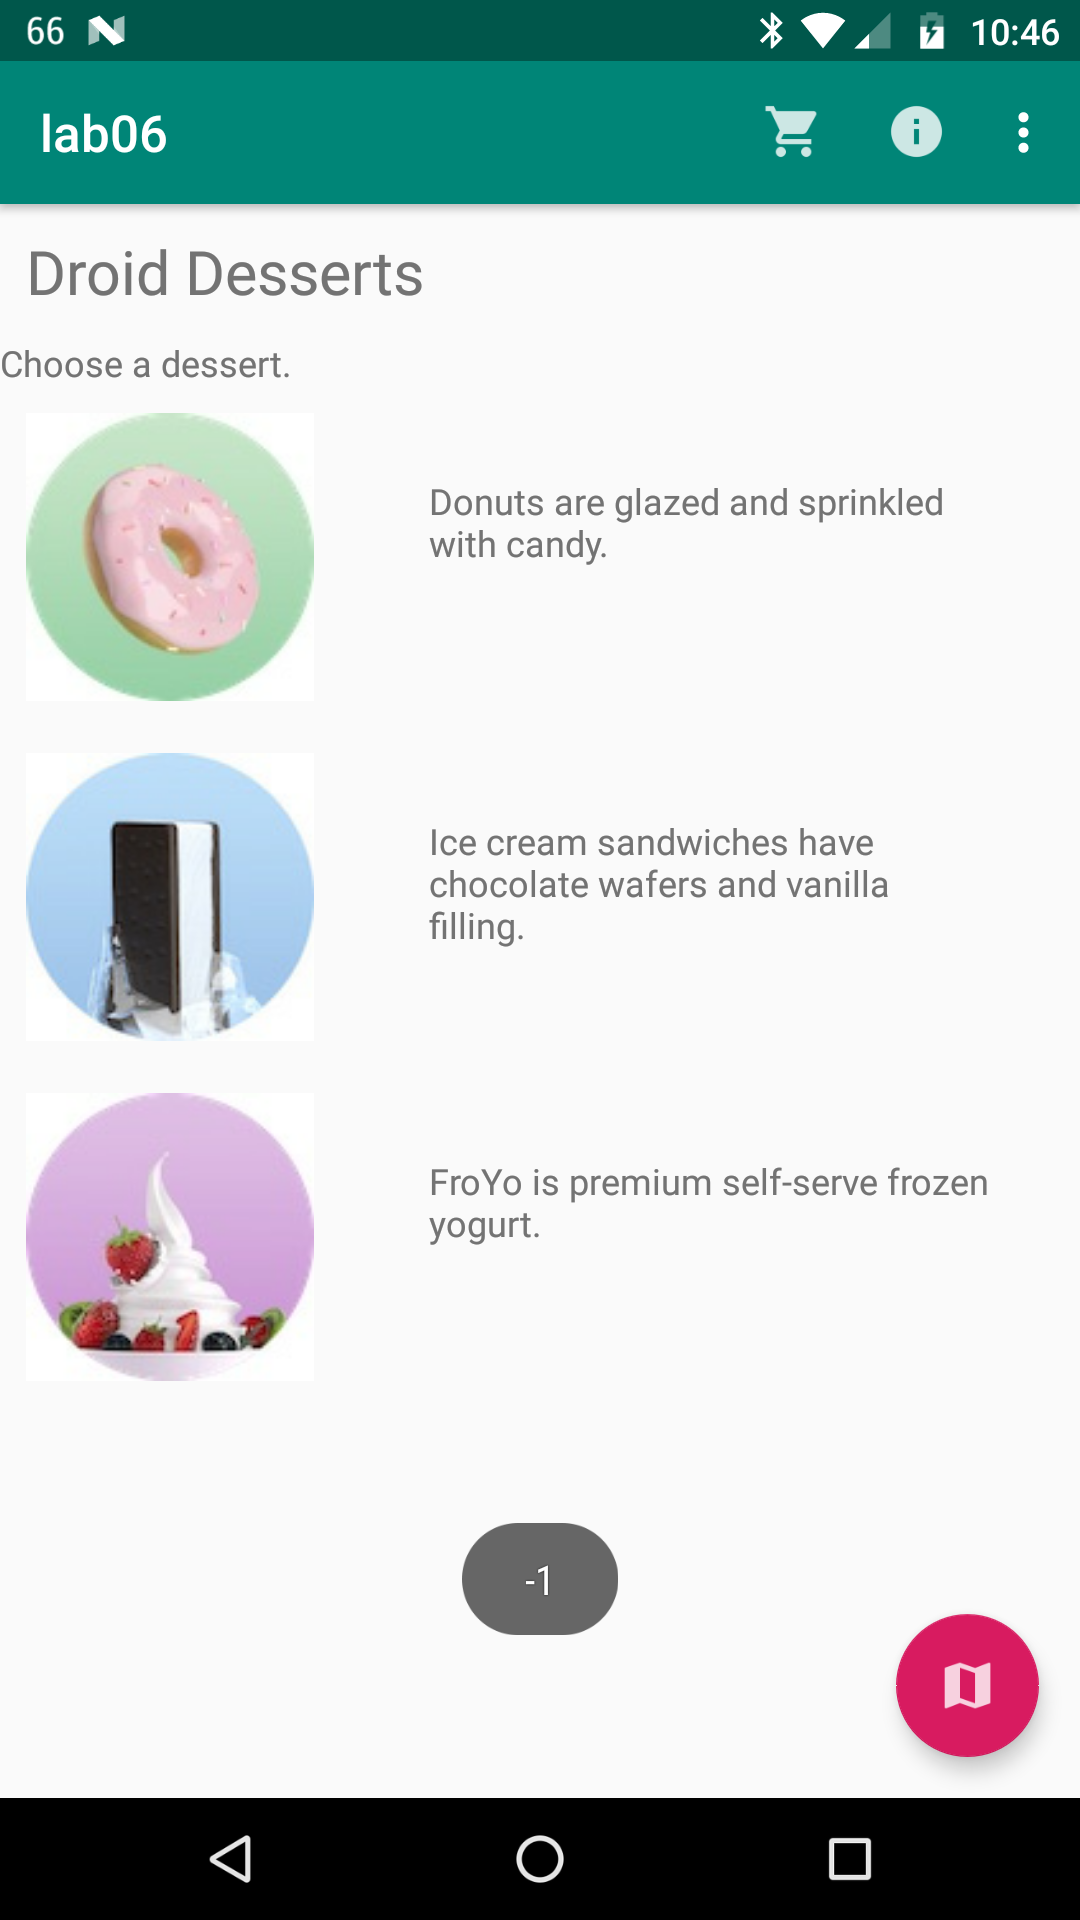 66 10:46
lab06
Droid Desserts
Choose a dessert.
Donuts are glazed and sprinkled
with candy.
Ice cream sandwiches have
chocolate wafers and vanilla
filling.
FroYo is premium self-serve frozen
yogurt.
-1